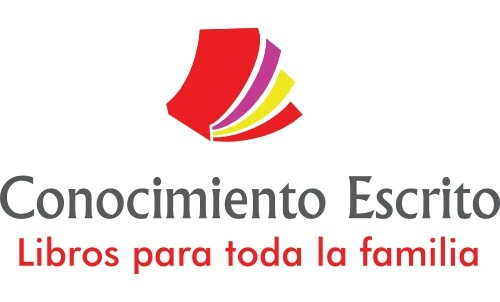 Conocimiento Escrito
Libros para toda la familia